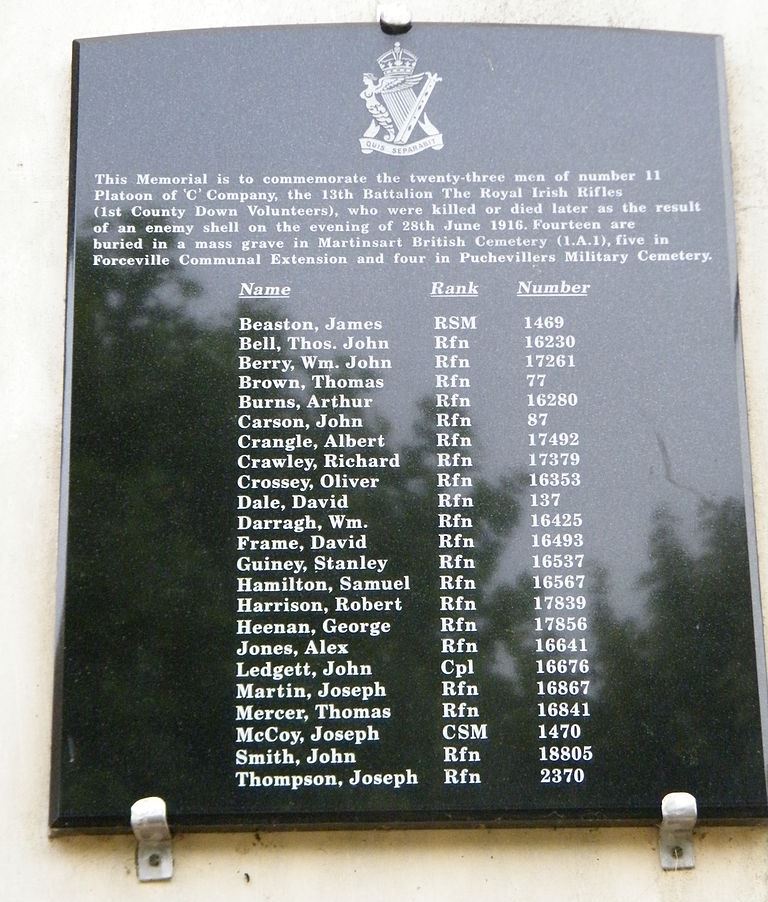 QUIS SEPARABIT
This Memorial is to commemorate the twenty-three men of number 11
Platoon of 'C' Company, the 13th Battalion The Royal Irish Rifles
(1st County Down Volunteers), who were killed or died later as the result
of an enemy shell on the evening of 28th June 1916. Fourteen are
buried in a mass grave in Martinsart British Cemetery (1.A.1), five in
Forceville Communal Extension and four in Puchevillers Military Cemetery.
Name Rank Number
Beaston, James RSM 1469
Bell, Thos. John Rfn 16230
Berry, Wm. John Rfn 17261
Brown, Thomas Rfn 77
Burns, Arthur Rfn 16280
Carson, John Rfn 87
Crangle, Albert Rfn 17492
Crawley, Richard Rfn 17379
Crossey, Oliver Rfn 16353
Dale, David Rfn 137
Darragh, Wm. Rfn 16425
Frame, David Rfn 16493
Guiney, Stanley Rfn 16537
Hamilton, Samuel Rfn 16567
Harrison, Robert Rfn 17839
Heenan, George Rfn 17856
Jones, Alex Rfn 16641
Ledgett, John Cpl 16676
Martin, Joseph Rfn 16867
Mercer, Thomas Rfn 16841
McCoy, Joseph CSM 1470
Smith, John Rfn 18805
Thompson, Joseph Rfn 2370